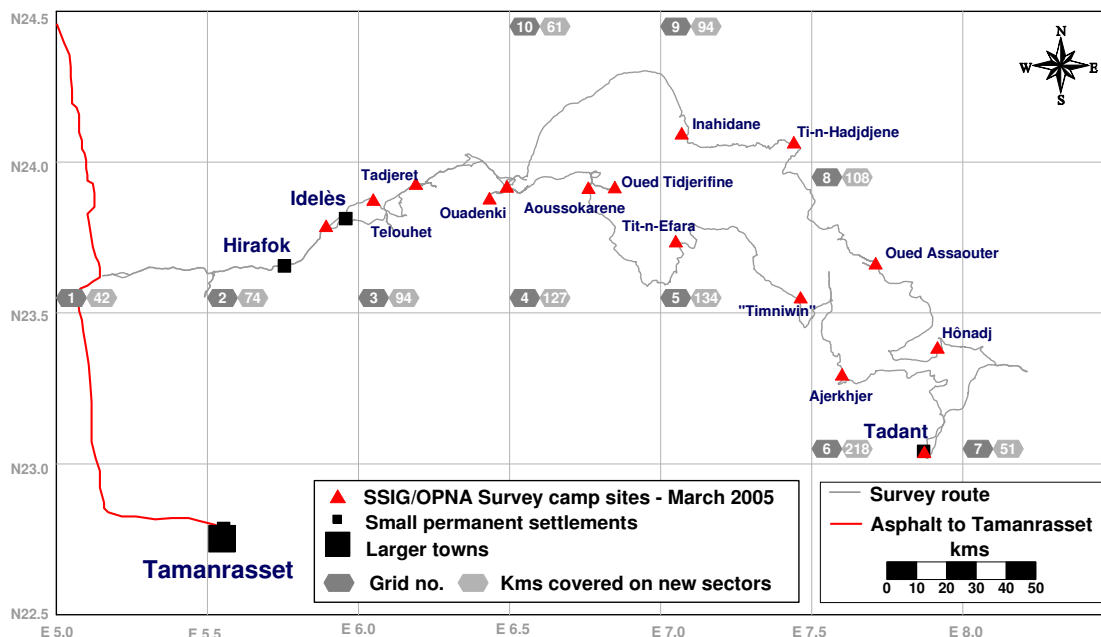 N24.5
10 61
9 94
N
W E
S
Inahidane
Ti-n-Hadjdjene
N24.0
Tadjeret
8 108
Oued Tidjerifine
Idelès
Aoussokarene
Ouadenki
Telouhet
Tit-n-Efara
Hirafok
Oued Assaouter
1 42
2 74
3 94
4 127
5 134
"Timniwin"
N23.5
Hônadj
Ajerkhjer
Tadant
6 218
7 51
N23.0
SSIG/OPNA Survey camp sites - March 2005
Small permanent settlements
Larger towns
Grid no.
Kms covered on new sectors
Survey route
Asphalt to Tamanrasset
kms
0 10 20 30 40 50
Tamanrasset
N22.5
E 5.0
E 5.5
E 6.0
E 6.5
E 7.0
E 7.5
E 8.0